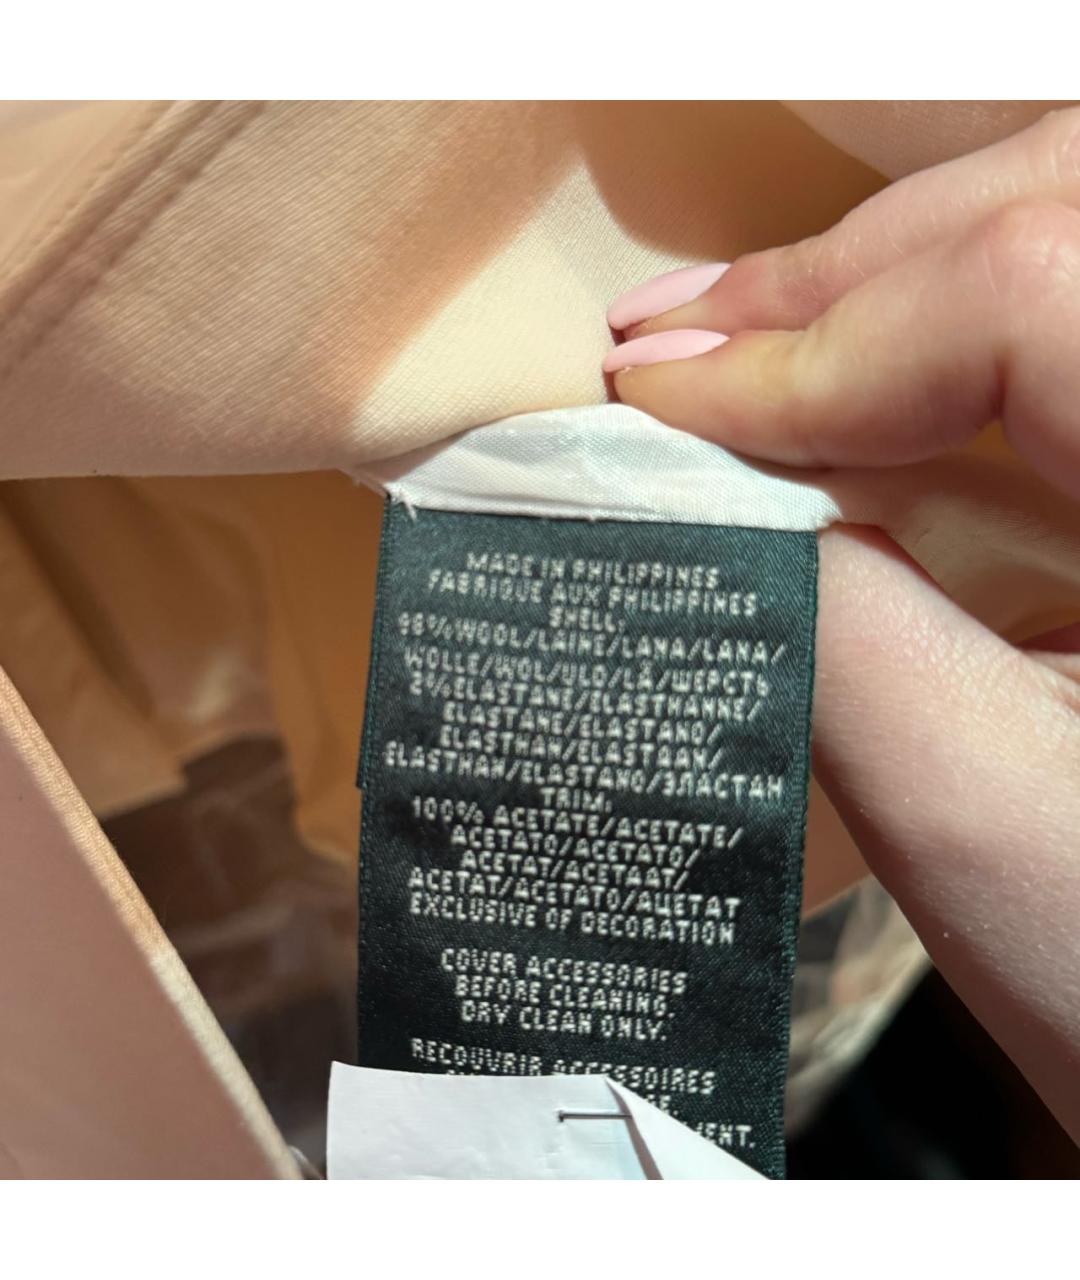 MADE IN PHILIPPINES
FABRIQUE AUX PHILIPPINES
SHELL:
98%WOOL/LAINE/LANA/LANA/
WOLLE/WOL/ULD/LÃ/ШЕРСТЬ
2%ELASTANE/ELASTHANNE/
ELASTANE/ELASTANO/
ELASTHAN/ELASTAAN/
ELASTHAN/ELASTANO/ЭЛАСТАН
TRIM:
100% ACETATE/ACETATE/
ACETATO/ACETATO/
ACETAT/ACETAAT/
ACETAT/ACETATO/АЦЕТАТ
EXCLUSIVE OF DECORATION
COVER ACCESSORIES
BEFORE CLEANING.
DRY CLEAN ONLY.
RECOUVRIR ACCESSOIRES